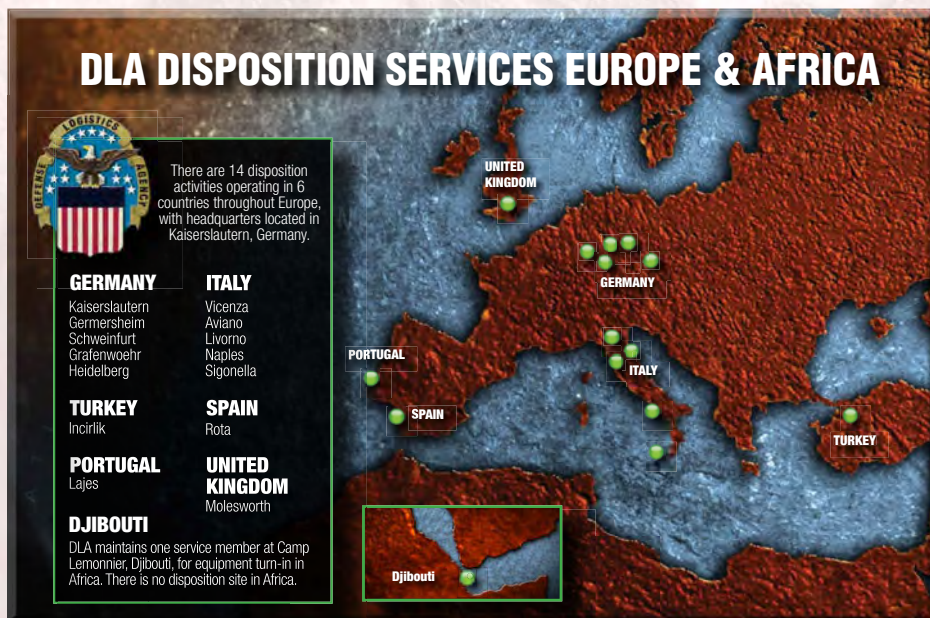 DLA DISPOSITION SERVICES EUROPE & AFRICA
DEFENSE LOGISTICS AGENCY
There are 14 disposition
activities operating in 6
countries throughout Europe,
with headquarters located in
Kaiserslautern, Germany.
GERMANY
Kaiserslautern
Germersheim
Schweinfurt
Grafenwoehr
Heidelberg
ITALY
Vicenza
Aviano
Livorno
Naples
Sigonella
TURKEY
Incirlik
SPAIN
Rota
PORTUGAL
Lajes
UNITED
KINGDOM
Molesworth
DJIBOUTI
DLA maintains one service member at Camp
Lemonnier, Djibouti, for equipment turn-in in
Africa. There is no disposition site in Africa.
UNITED
KINGDOM
GERMANY
PORTUGAL
ITALY
SPAIN
TURKEY
Djibouti